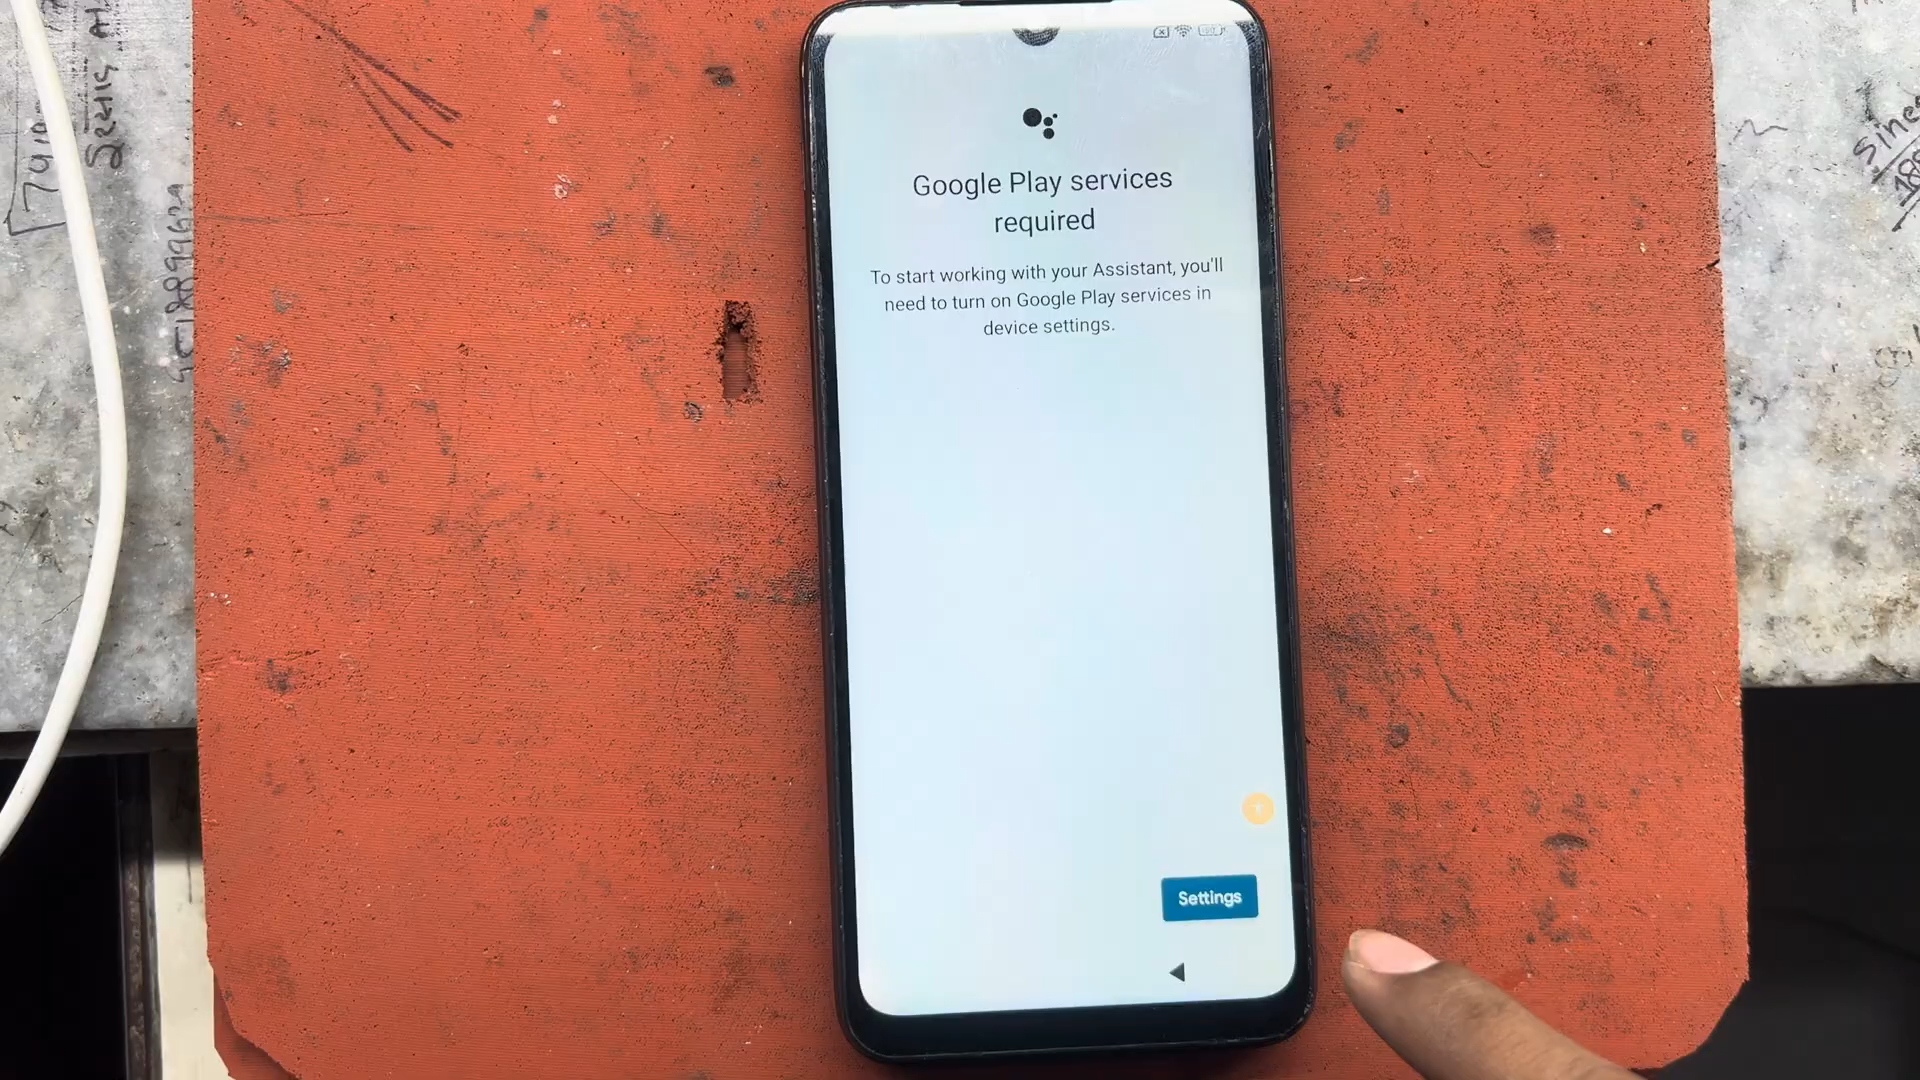 Google Play services
required
To start working with your Assistant, you'll
need to turn on Google Play services in
device settings.
Settings